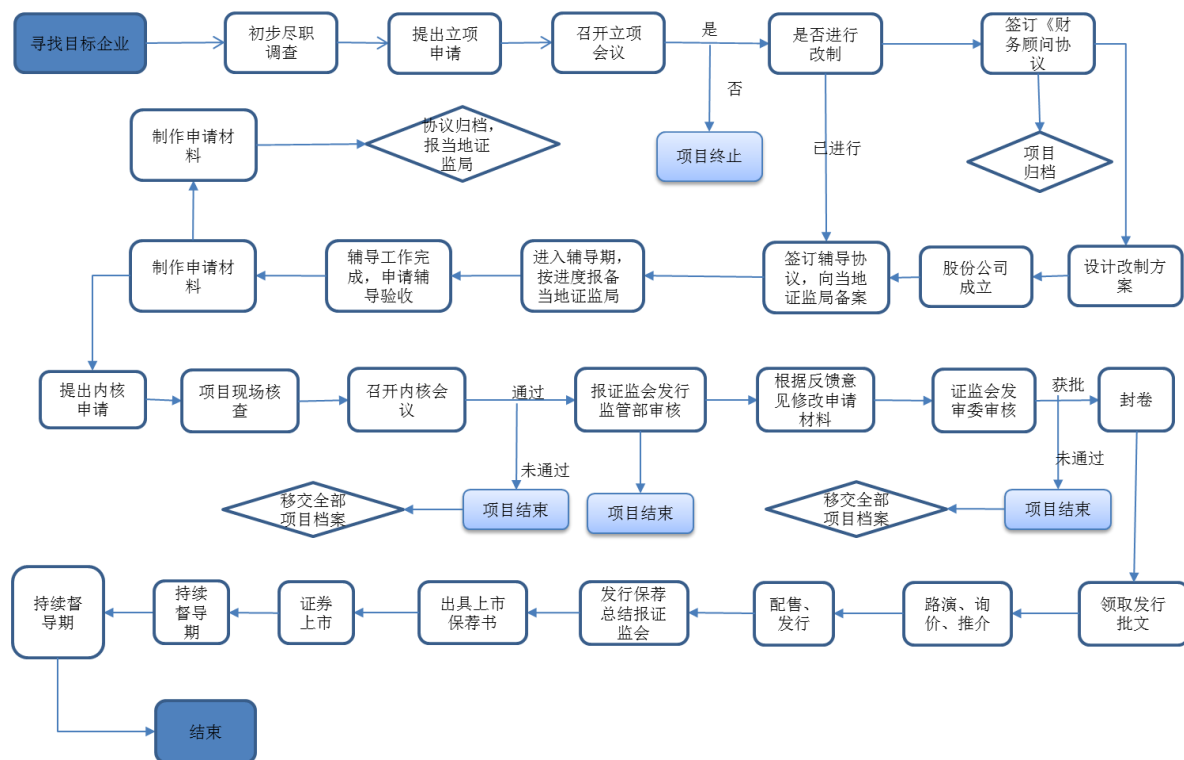 寻找目标企业
初步尽职
调查
提出立项
申请
召开立项
会议
是
否
是否进行
改制
签订《财
务顾问协
议
制作申请材
料
协议归档，
报当地证
监局
项目终止
已进行
项目
归档
制作申请材
料
辅导工作完
成，申请辅
导验收
进入辅导期，
按进度报备
当地证监局
签订辅导协
议，向当地
证监局备案
股份公司
成立
设计改制方
案
提出内核
申请
项目现场核
查
召开内核会
议
通过
未通过
报证监会发行
监管部审核
根据反馈意
见修改申请
材料
证监会发
审委审核
获批
未通过
封卷
移交全部
项目档案
项目结束
项目结束
移交全部
项目档案
项目结束
持续督
导期
持续
督导
期
证券
上市
出具上市
保荐书
发行保荐
总结报证
监会
配售、
发行
路演、询
价、推介
领取发行
批文
结束